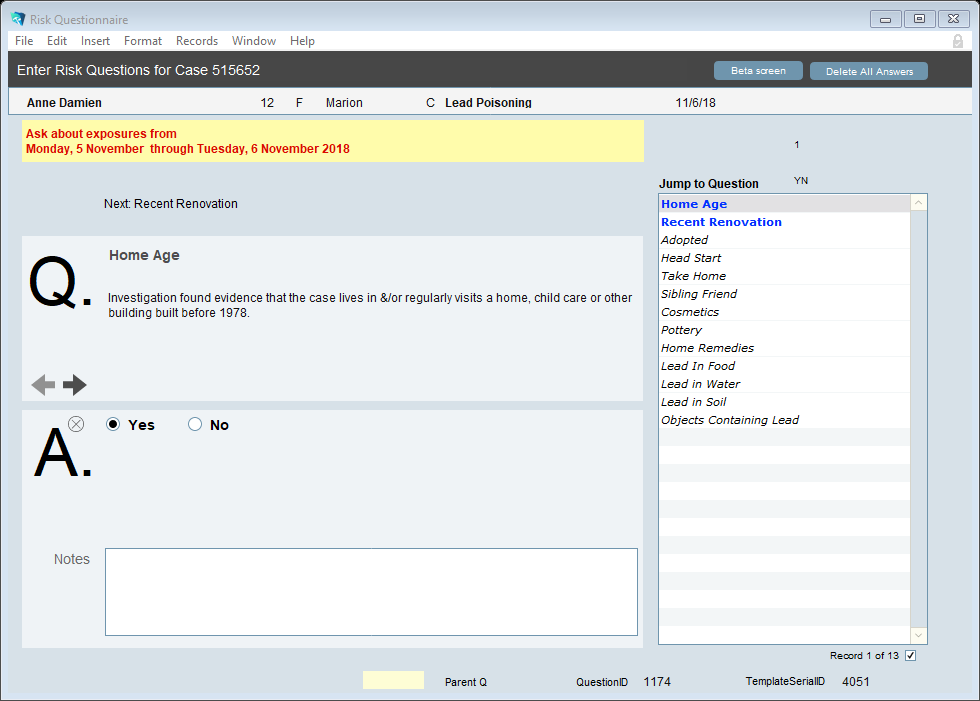 Risk Questionnaire
File Edit Insert Format Records Window Help
Enter Risk Questions for Case 515652 Beta screen Delete All Answers
Anne Damien 12 F Marion C Lead Poisoning 11/6/18
Ask about exposures from
Monday, 5 November through Tuesday, 6 November 2018
1
Jump to Question YN
Next: Recent Renovation
Q.
Home Age
Investigation found evidence that the case lives in &/or regularly visits a home, child care or other
building built before 1978.
A.
Yes No
Notes
Home Age
Recent Renovation
Adopted
Head Start
Take Home
Sibling Friend
Cosmetics
Pottery
Home Remedies
Lead In Food
Lead in Water
Lead in Soil
Objects Containing Lead
Record 1 of 13
Parent Q QuestionID 1174 TemplateSerialID 4051